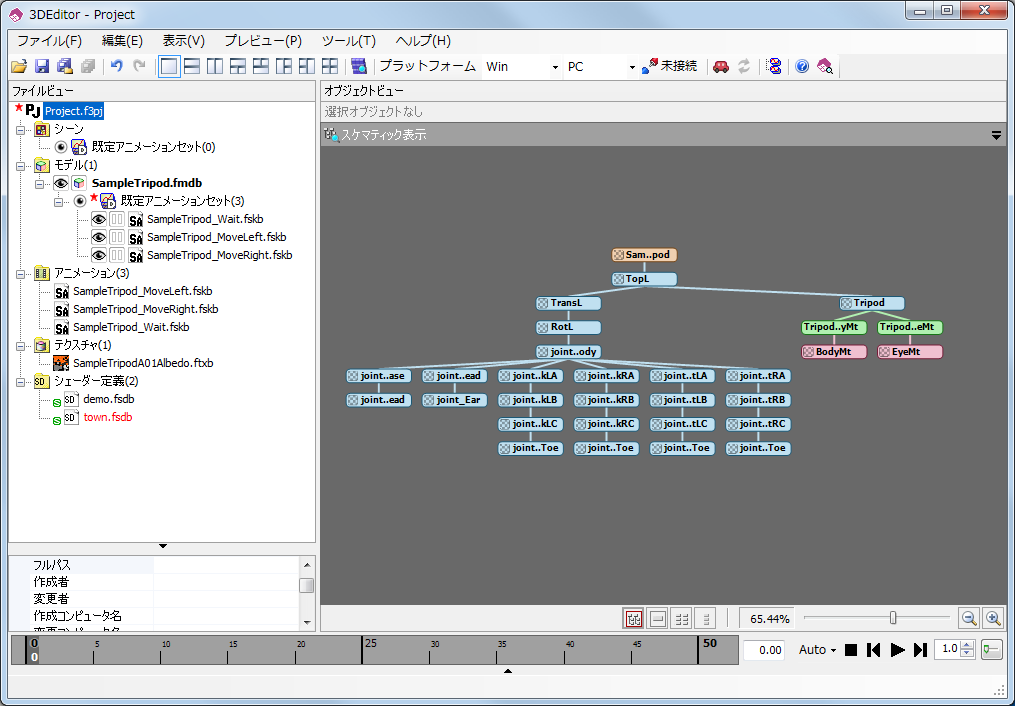 3DEditor - Project
ファイル(F) 編集(E) 表示(V) プレビュー(P) ツール(T) ヘルプ(H)
プラットフォーム Win PC 未接続
ファイルビュー
Project.f3pj
シーン
既定アニメーションセット(0)
モデル(1)
SampleTripod.fmdb
既定アニメーションセット(3)
SampleTripod_Wait.fskb
SampleTripod_MoveLeft.fskb
SampleTripod_MoveRight.fskb
アニメーション(3)
SampleTripod_MoveLeft.fskb
SampleTripod_MoveRight.fskb
SampleTripod_Wait.fskb
テクスチャ(1)
SampleTripodA01Albedo.ftxb
シェーダー定義(2)
demo.fsdb
town.fsdb
フルパス
作成者
変更者
作成コンピュータ名
変更コンピュータ名
オブジェクトビュー
選択オブジェクトなし
スケマティック表示
Sam..pod
TopL
TransL Tripod
RotL Tripod..yMt Tripod..eMt
joint..ody BodyMt EyeMt
joint..ase joint..ead joint..kLA joint..kRA joint..tLA joint..tRA
joint..ead joint_Ear joint..kLB joint..kRB joint..tLB joint..tRB
joint..kLC joint..kRC joint..tLC joint..tRC
joint..Toe joint..Toe joint..Toe joint..Toe
65.44%
0 5 10 15 20 25 30 35 40 45 50
0
0.00 Auto 1.0